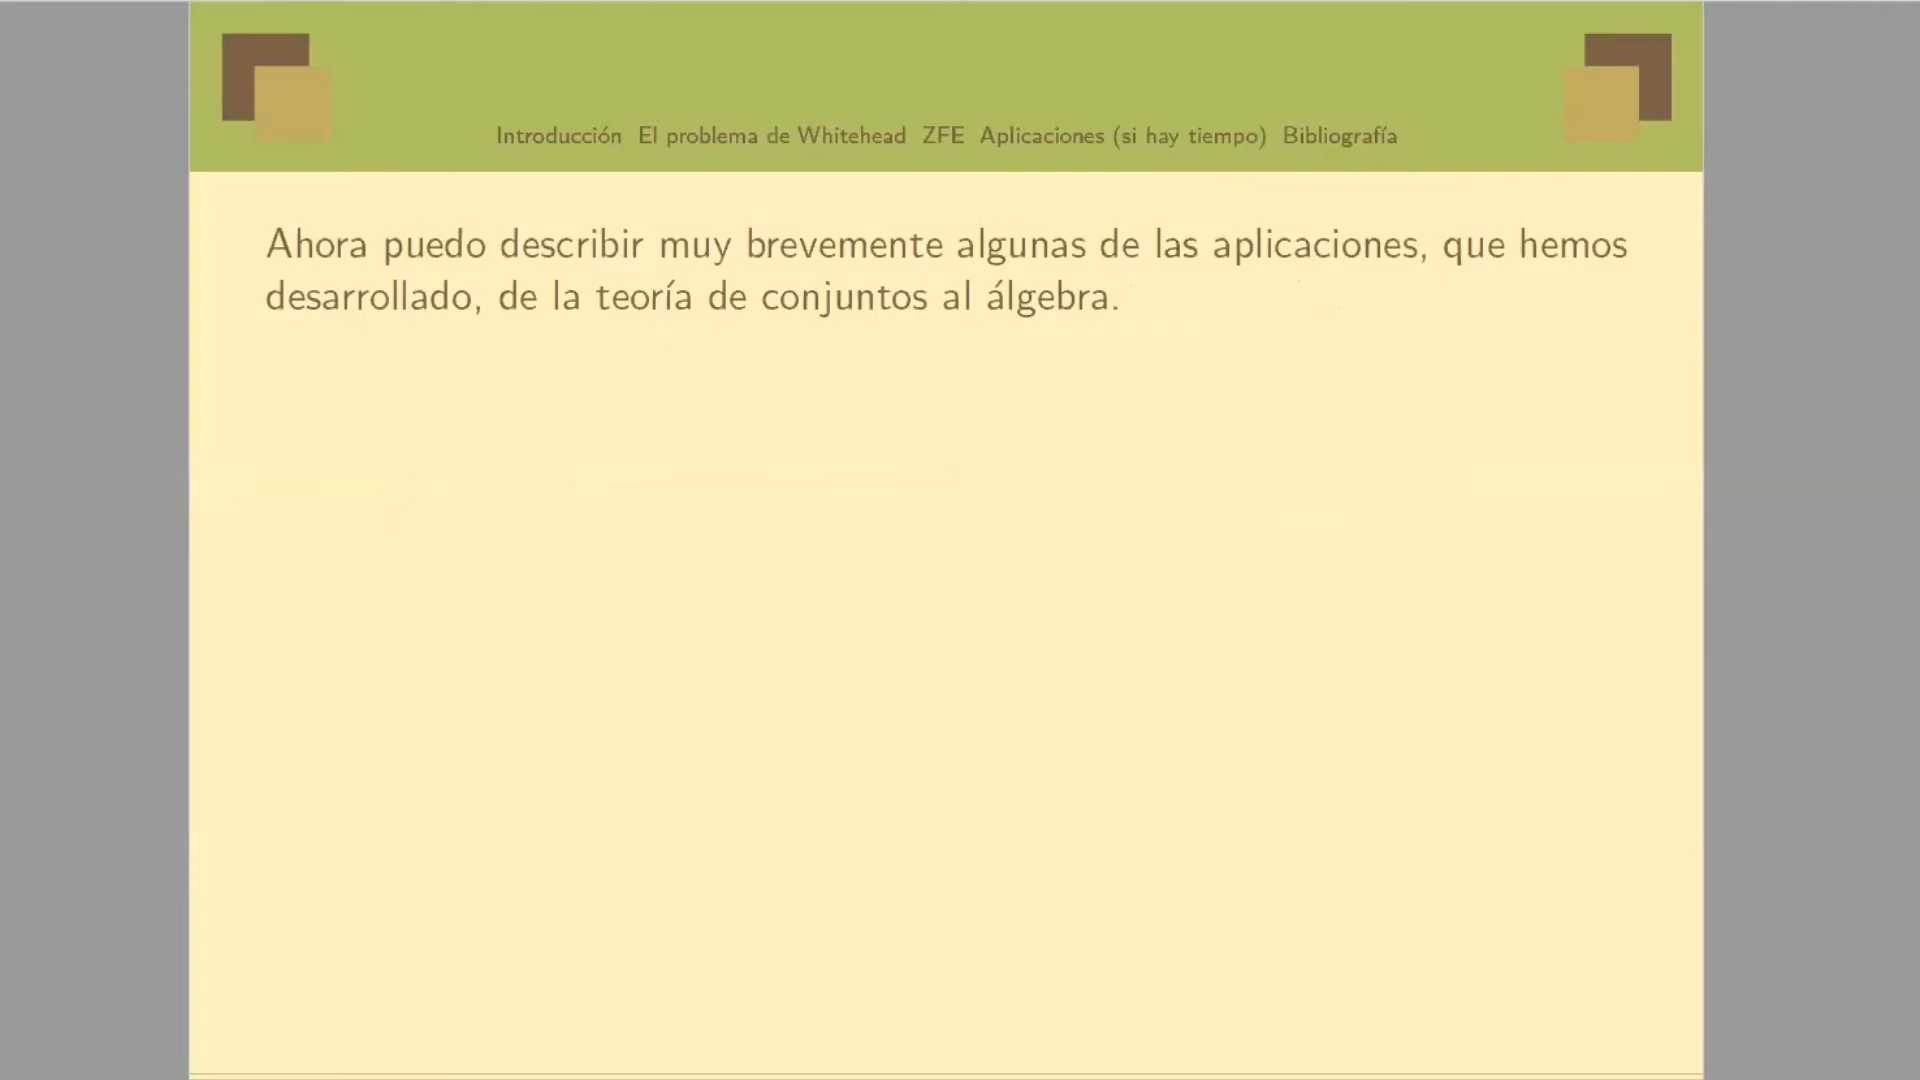 Introducción El problema de Whitehead ZFE Aplicaciones (si hay tiempo) Bibliografía
Ahora puedo describir muy brevemente algunas de las aplicaciones, que hemos
desarrollado, de la teoría de conjuntos al álgebra.